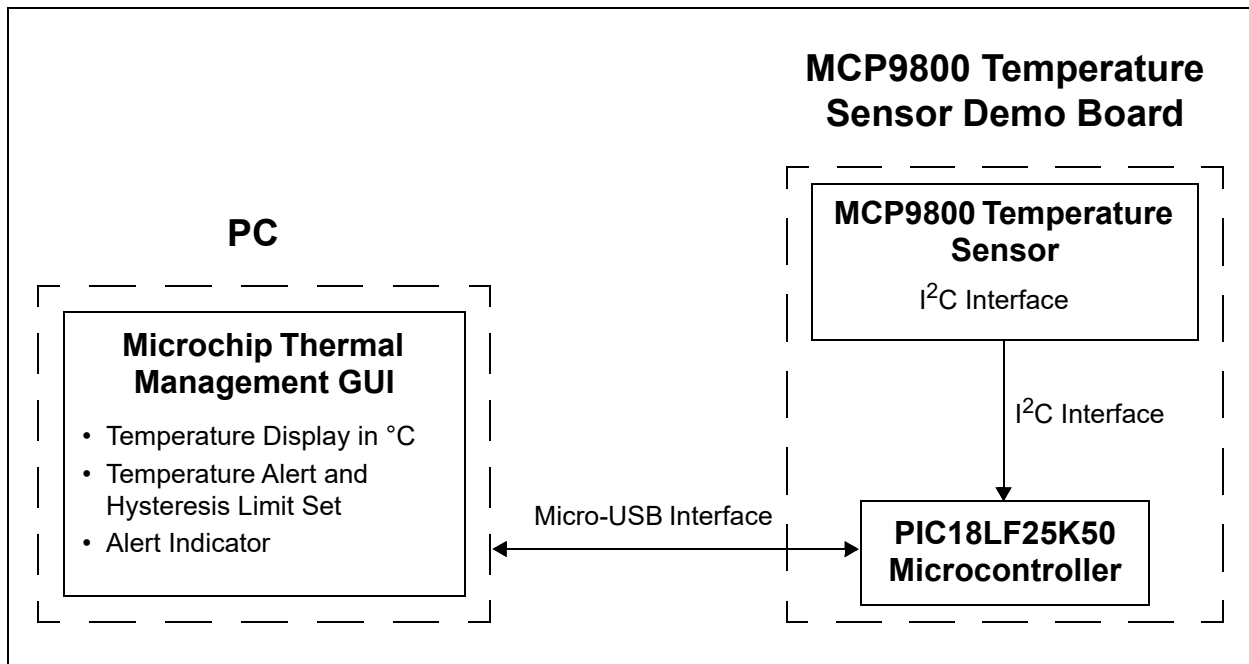 MCP9800 Temperature
Sensor Demo Board
MCP9800 Temperature
Sensor
I²C Interface
PC
Microchip Thermal
Management GUI
• Temperature Display in °C
• Temperature Alert and
Hysteresis Limit Set
• Alert Indicator
I²C Interface
Micro-USB Interface
PIC18LF25K50
Microcontroller